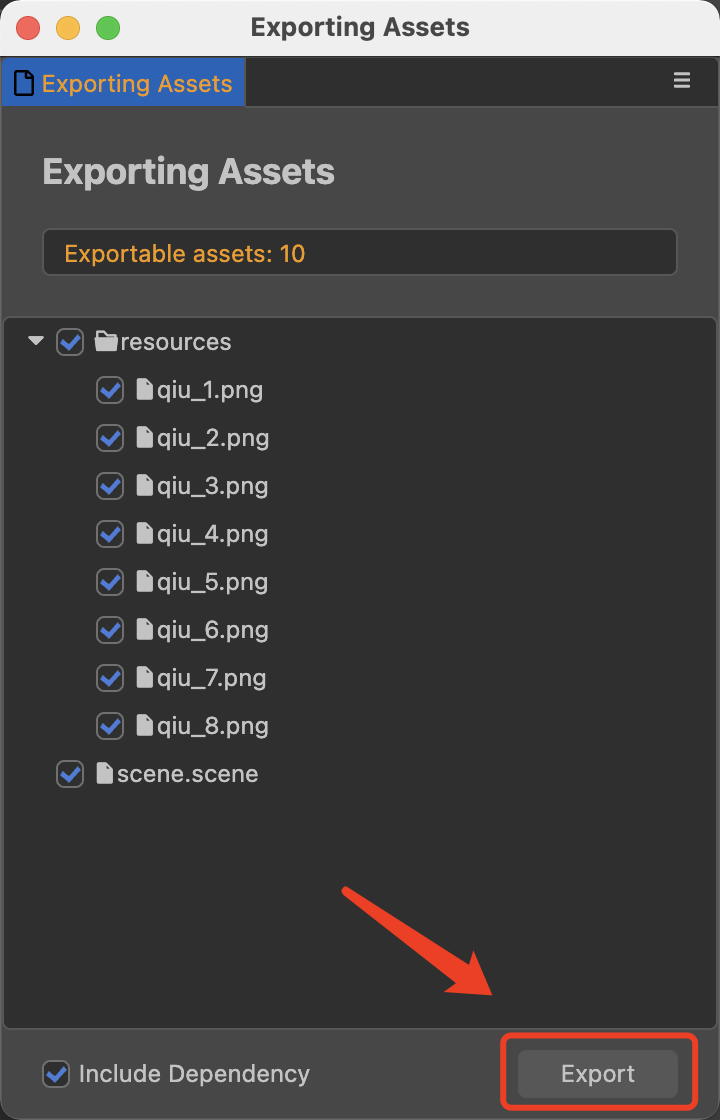 Exporting Assets
Exporting Assets
Exporting Assets
Exportable assets: 10
resources
qiu_1.png
qiu_2.png
qiu_3.png
qiu_4.png
qiu_5.png
qiu_6.png
qiu_7.png
qiu_8.png
scene.scene
Include Dependency
Export